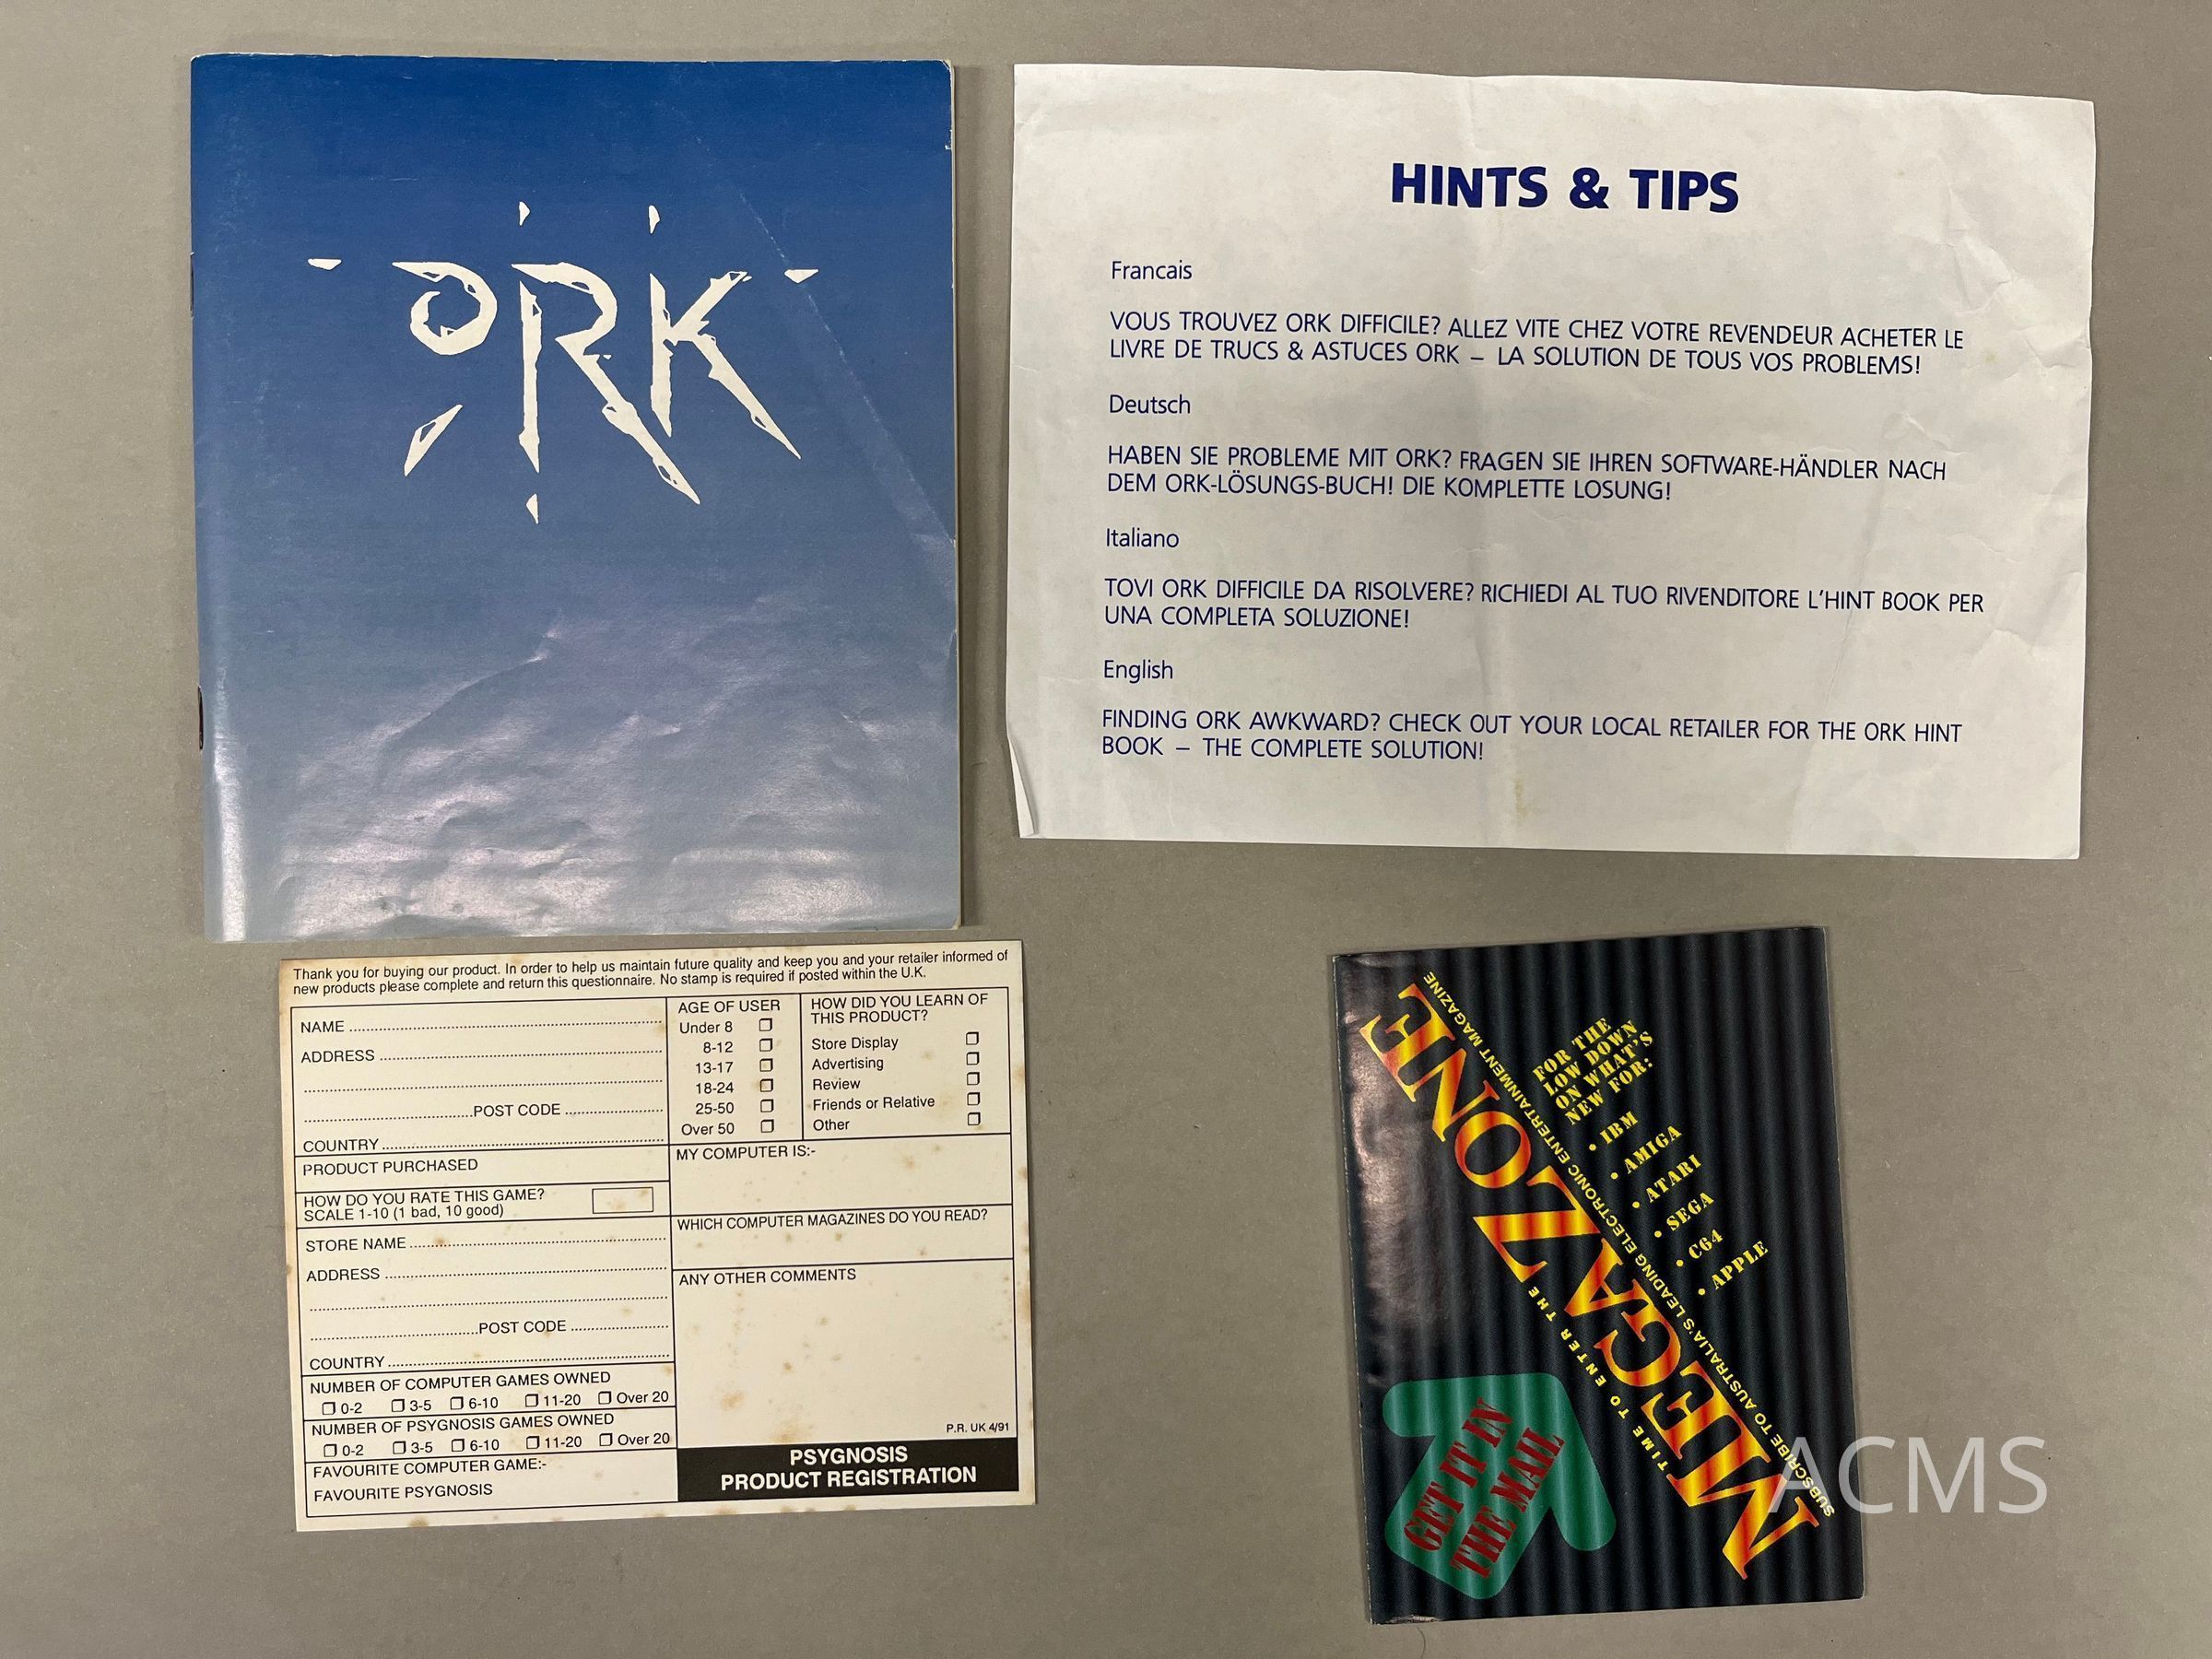 ORK
HINTS & TIPS
Francais
VOUS TROUVEZ ORK DIFFICILE? ALLEZ VITE CHEZ VOTRE REVENDEUR ACHETER LE
LIVRE DE TRUCS & ASTUCES ORK – LA SOLUTION DE TOUS VOS PROBLEMS!
Deutsch
HABEN SIE PROBLEME MIT ORK? FRAGEN SIE IHREN SOFTWARE-HÄNDLER NACH
DEM ORK-LÖSUNGS-BUCH! DIE KOMPLETTE LOSUNG!
Italiano
TOVI ORK DIFFICILE DA RISOLVERE? RICHIEDI AL TUO RIVENDITORE L'HINT BOOK PER
UNA COMPLETA SOLUZIONE!
English
FINDING ORK AWKWARD? CHECK OUT YOUR LOCAL RETAILER FOR THE ORK HINT
BOOK – THE COMPLETE SOLUTION!
Thank you for buying our product. In order to help us maintain future quality and keep you and your retailer informed of
new products please complete and return this questionnaire. No stamp is required if posted within the U.K.
NAME
ADDRESS
POST CODE
COUNTRY
PRODUCT PURCHASED
HOW DO YOU RATE THIS GAME?
SCALE 1-10 (1 bad, 10 good)
STORE NAME
ADDRESS
POST CODE
COUNTRY
NUMBER OF COMPUTER GAMES OWNED
0-2 3-5 6-10 11-20 Over 20
NUMBER OF PSYGNOSIS GAMES OWNED
0-2 3-5 6-10 11-20 Over 20
FAVOURITE COMPUTER GAME:-
FAVOURITE PSYGNOSIS
AGE OF USER
Under 8
8-12
13-17
18-24
25-50
Over 50
HOW DID YOU LEARN OF
THIS PRODUCT?
Store Display
Advertising
Review
Friends or Relative
Other
MY COMPUTER IS:-
WHICH COMPUTER MAGAZINES DO YOU READ?
ANY OTHER COMMENTS
P.R. UK 4/91
PSYGNOSIS
PRODUCT REGISTRATION
TIME TO ENTER THE
MEGAZONE
SUBSCRIBE TO AUSTRALIA'S LEADING ELECTRONIC ENTERTAINMENT MAGAZINE
FOR THE
LOW DOWN
ON WHAT'S
NEW FOR:
• IBM
• AMIGA
• ATARI
• SEGA
• C64
• APPLE
GET IT IN
THE MAIL
ACMS